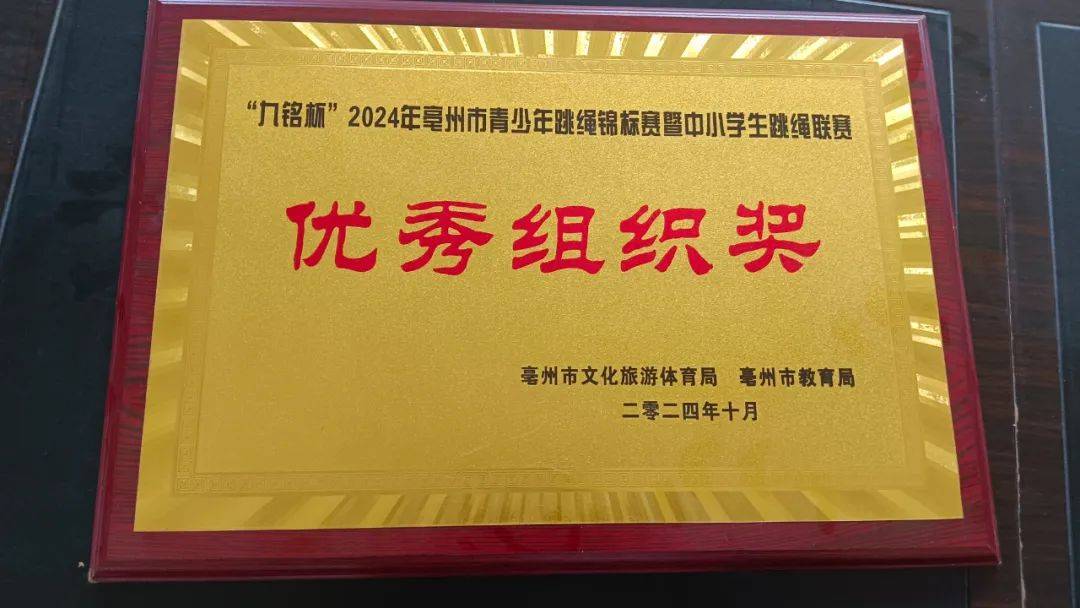 “九铭杯”2024年亳州市青少年跳绳锦标赛暨中小学生跳绳联赛
优秀组织奖
亳州市文化旅游体育局 亳州市教育局
二零二四年十月